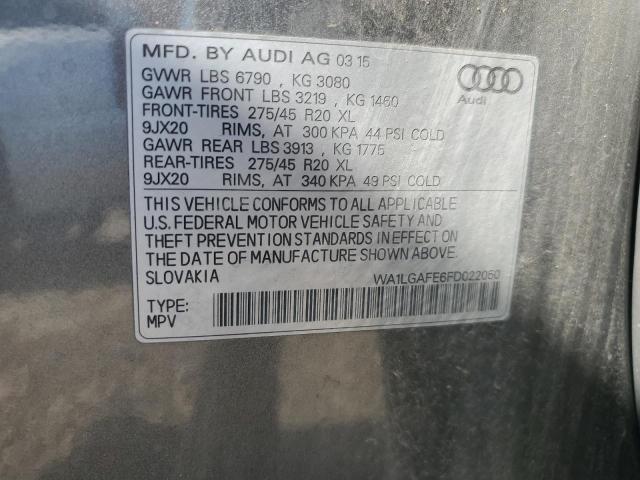 MFD. BY AUDI AG 03 15
GVWR LBS 6790 , KG 3080
GAWR FRONT LBS 3219 , KG 1460
FRONT-TIRES 275/45 R20 XL
9JX20 RIMS, AT 300 KPA 44 PSI COLD
GAWR REAR LBS 3913 , KG 1775
REAR-TIRES 275/45 R20 XL
9JX20 RIMS, AT 340 KPA 49 PSI COLD
Audi
THIS VEHICLE CONFORMS TO ALL APPLICABLE
U.S. FEDERAL MOTOR VEHICLE SAFETY AND
THEFT PREVENTION STANDARDS IN EFFECT ON
THE DATE OF MANUFACTURE SHOWN ABOVE.
SLOVAKIA WA1LGAFE6FD022050
TYPE:
MPV